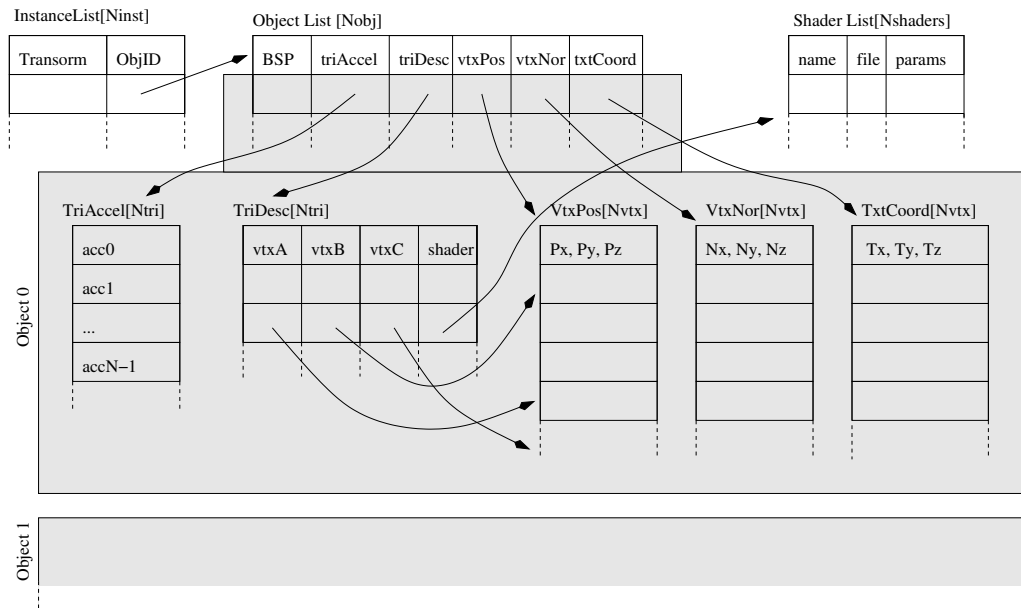 InstanceList[Ninst]
Object List [Nobj]
Shader List[Nshaders]
Transorm ObjID
BSP triAccel triDesc vtxPos vtxNor txtCoord
name file params
Object 0
TriAccel[Ntri]
TriDesc[Ntri]
VtxPos[Nvtx]
VtxNor[Nvtx]
TxtCoord[Nvtx]
acc0
vtxA vtxB vtxC shader
Px, Py, Pz
Nx, Ny, Nz
Tx, Ty, Tz
acc1
...
accN−1
Object 1